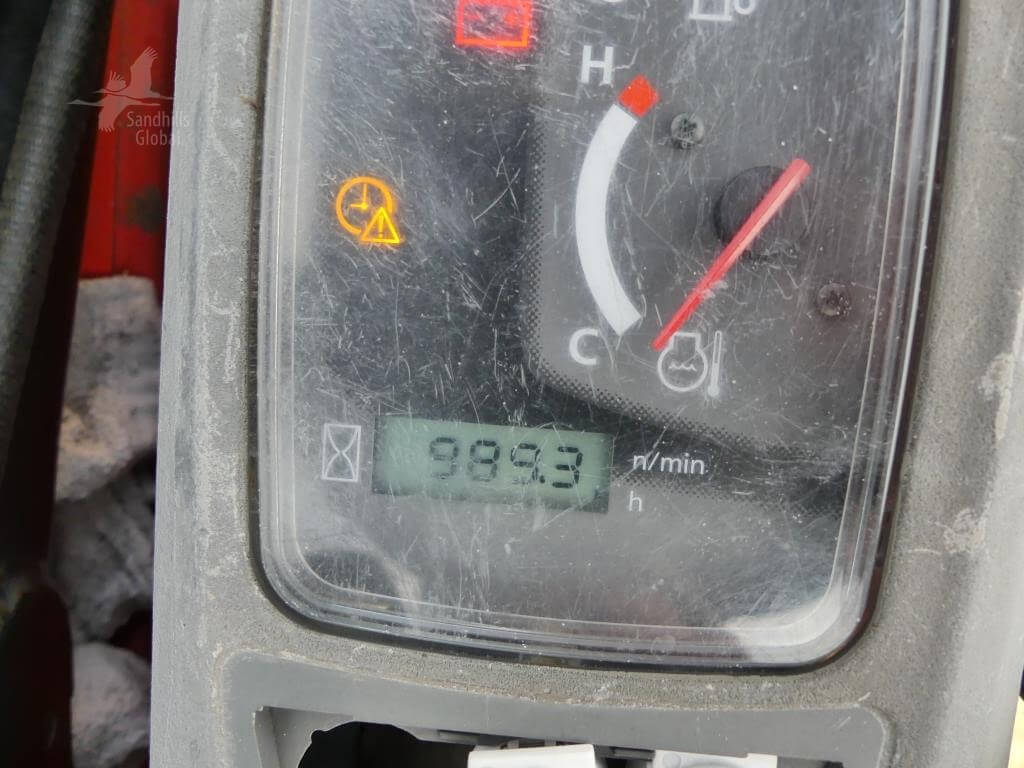 Sandhills
Global
H
C
989.3
n/min
h